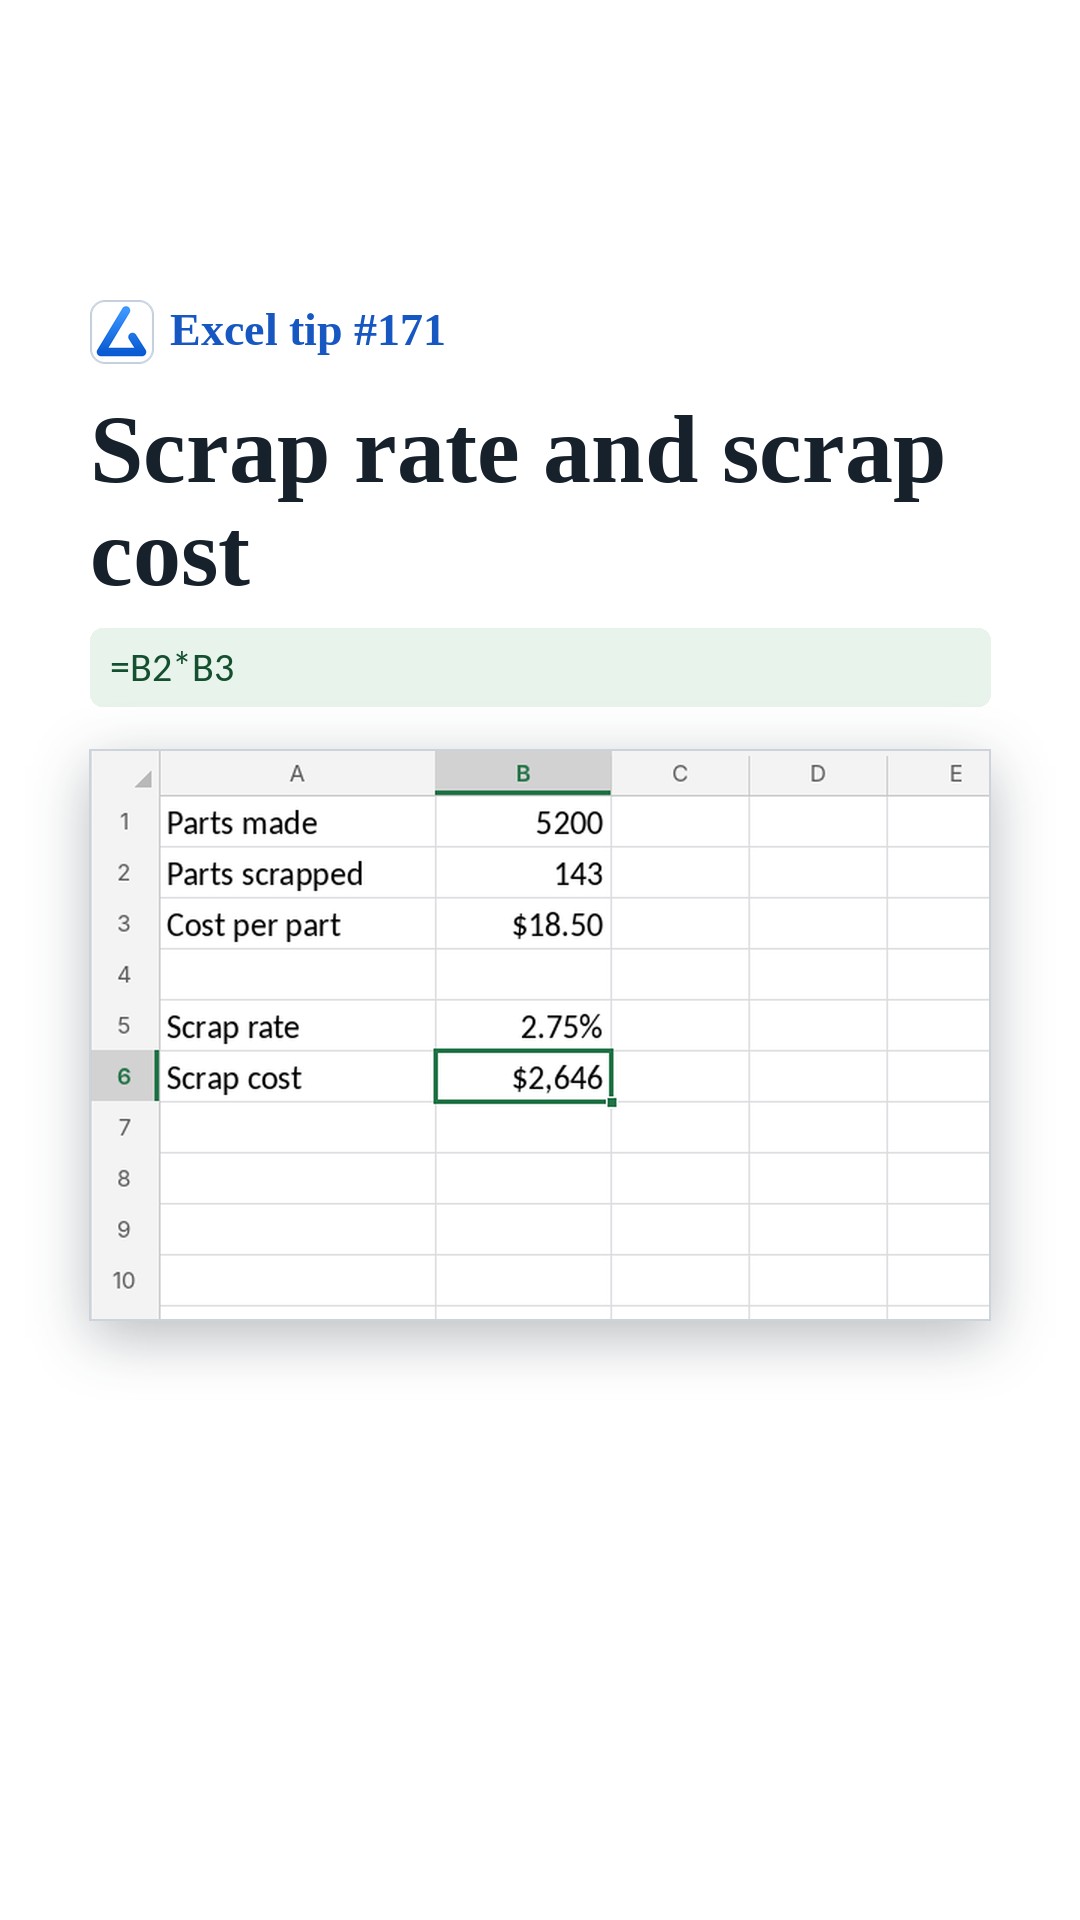 Excel tip #171
Scrap rate and scrap
cost
=B2*B3
A B C D E
1 Parts made 5200
2 Parts scrapped 143
3 Cost per part $18.50
4
5 Scrap rate 2.75%
6 Scrap cost $2,646
7
8
9
10